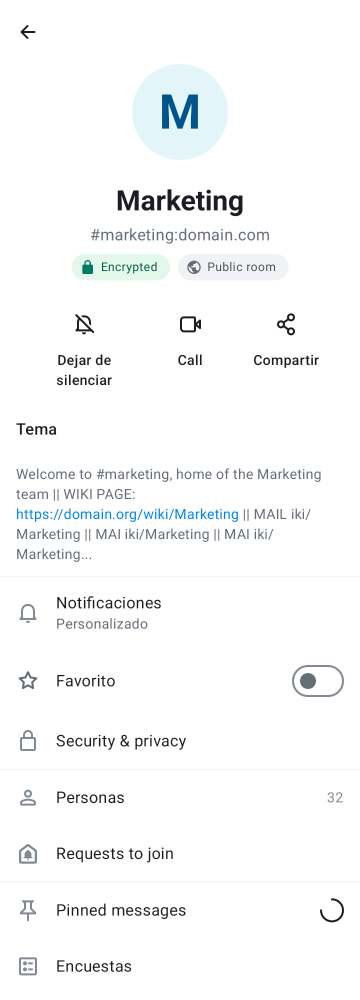 M
Marketing
#marketing:domain.com
Encrypted
Public room
Dejar de
silenciar
Call
Compartir
Tema
Welcome to #marketing, home of the Marketing
team || WIKI PAGE:
https://domain.org/wiki/Marketing || MAIL iki/
Marketing || MAI iki/Marketing || MAI iki/
Marketing...
Notificaciones
Personalizado
Favorito
Security & privacy
Personas 32
Requests to join
Pinned messages
Encuestas